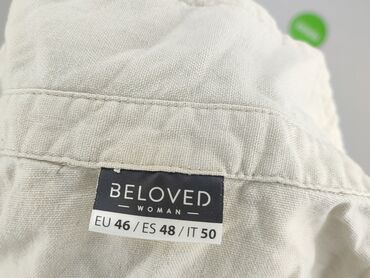 BELOVED
— WOMAN —
EU 46 / ES 48 / IT 50